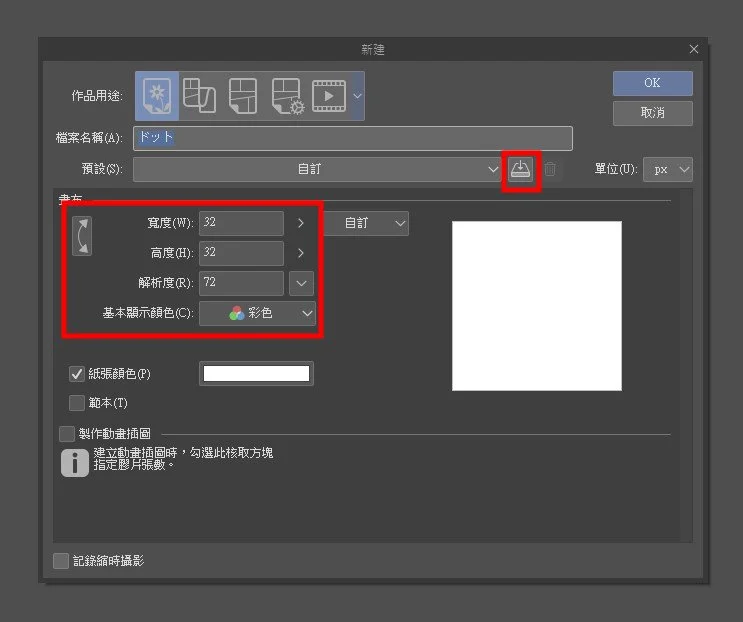 新建
作品用途:
OK
取消
檔案名稱(A): ドット
預設(S): 自訂 單位(U): px
畫布
寬度(W): 32 自訂
高度(H): 32
解析度(R): 72
基本顯示顏色(C): 彩色
紙張顏色(P)
範本(T)
製作動畫插圖
建立動畫插圖時，勾選此核取方塊
指定膠片張數。
記錄縮時攝影